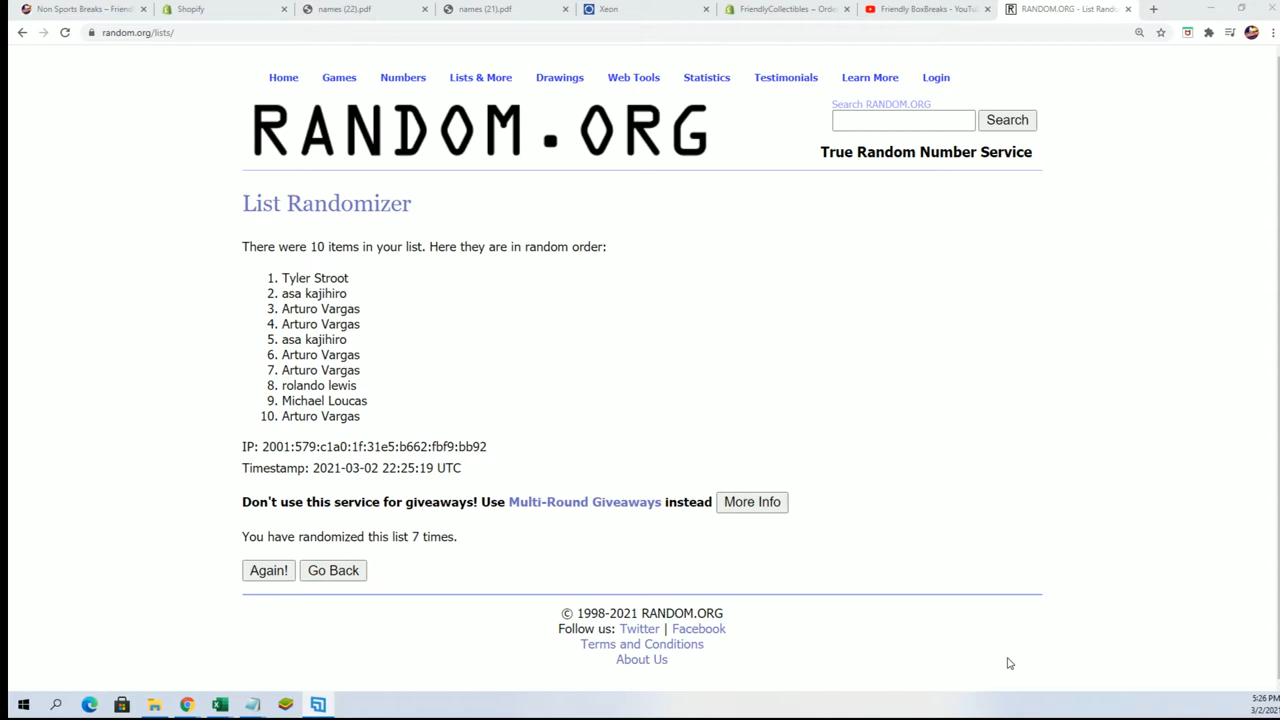 Non Sports Breaks – Friend
Shopify
names (22).pdf
names (21).pdf
Xeon
FriendlyCollectibles ~ Orde
Friendly BoxBreaks - YouTu
RANDOM.ORG - List Rando
random.org/lists/
Home Games Numbers Lists & More Drawings Web Tools Statistics Testimonials Learn More Login
RANDOM.ORG
Search RANDOM.ORG
Search
True Random Number Service
List Randomizer
There were 10 items in your list. Here they are in random order:
1. Tyler Stroot
2. asa kajihiro
3. Arturo Vargas
4. Arturo Vargas
5. asa kajihiro
6. Arturo Vargas
7. Arturo Vargas
8. rolando lewis
9. Michael Loucas
10. Arturo Vargas
IP: 2001:579:c1a0:1f:31e5:b662:fbf9:bb92
Timestamp: 2021-03-02 22:25:19 UTC
Don't use this service for giveaways! Use Multi-Round Giveaways instead More Info
You have randomized this list 7 times.
Again! Go Back
© 1998-2021 RANDOM.ORG
Follow us: Twitter | Facebook
Terms and Conditions
About Us
5:26 PM
3/2/2021